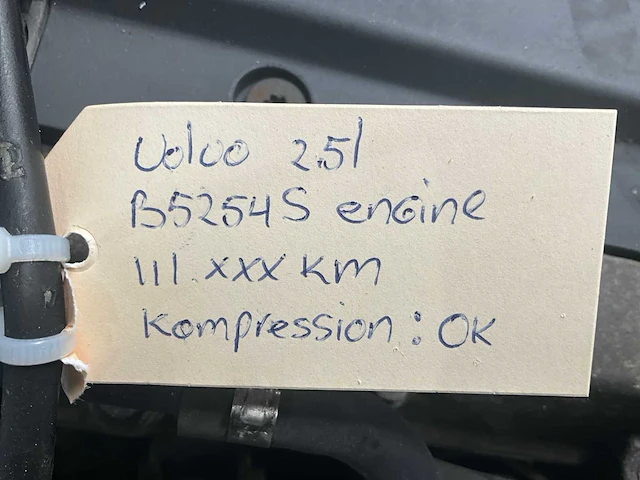 Volvo 2.5l
B5254S engine
111.xxx km
Kompression: OK